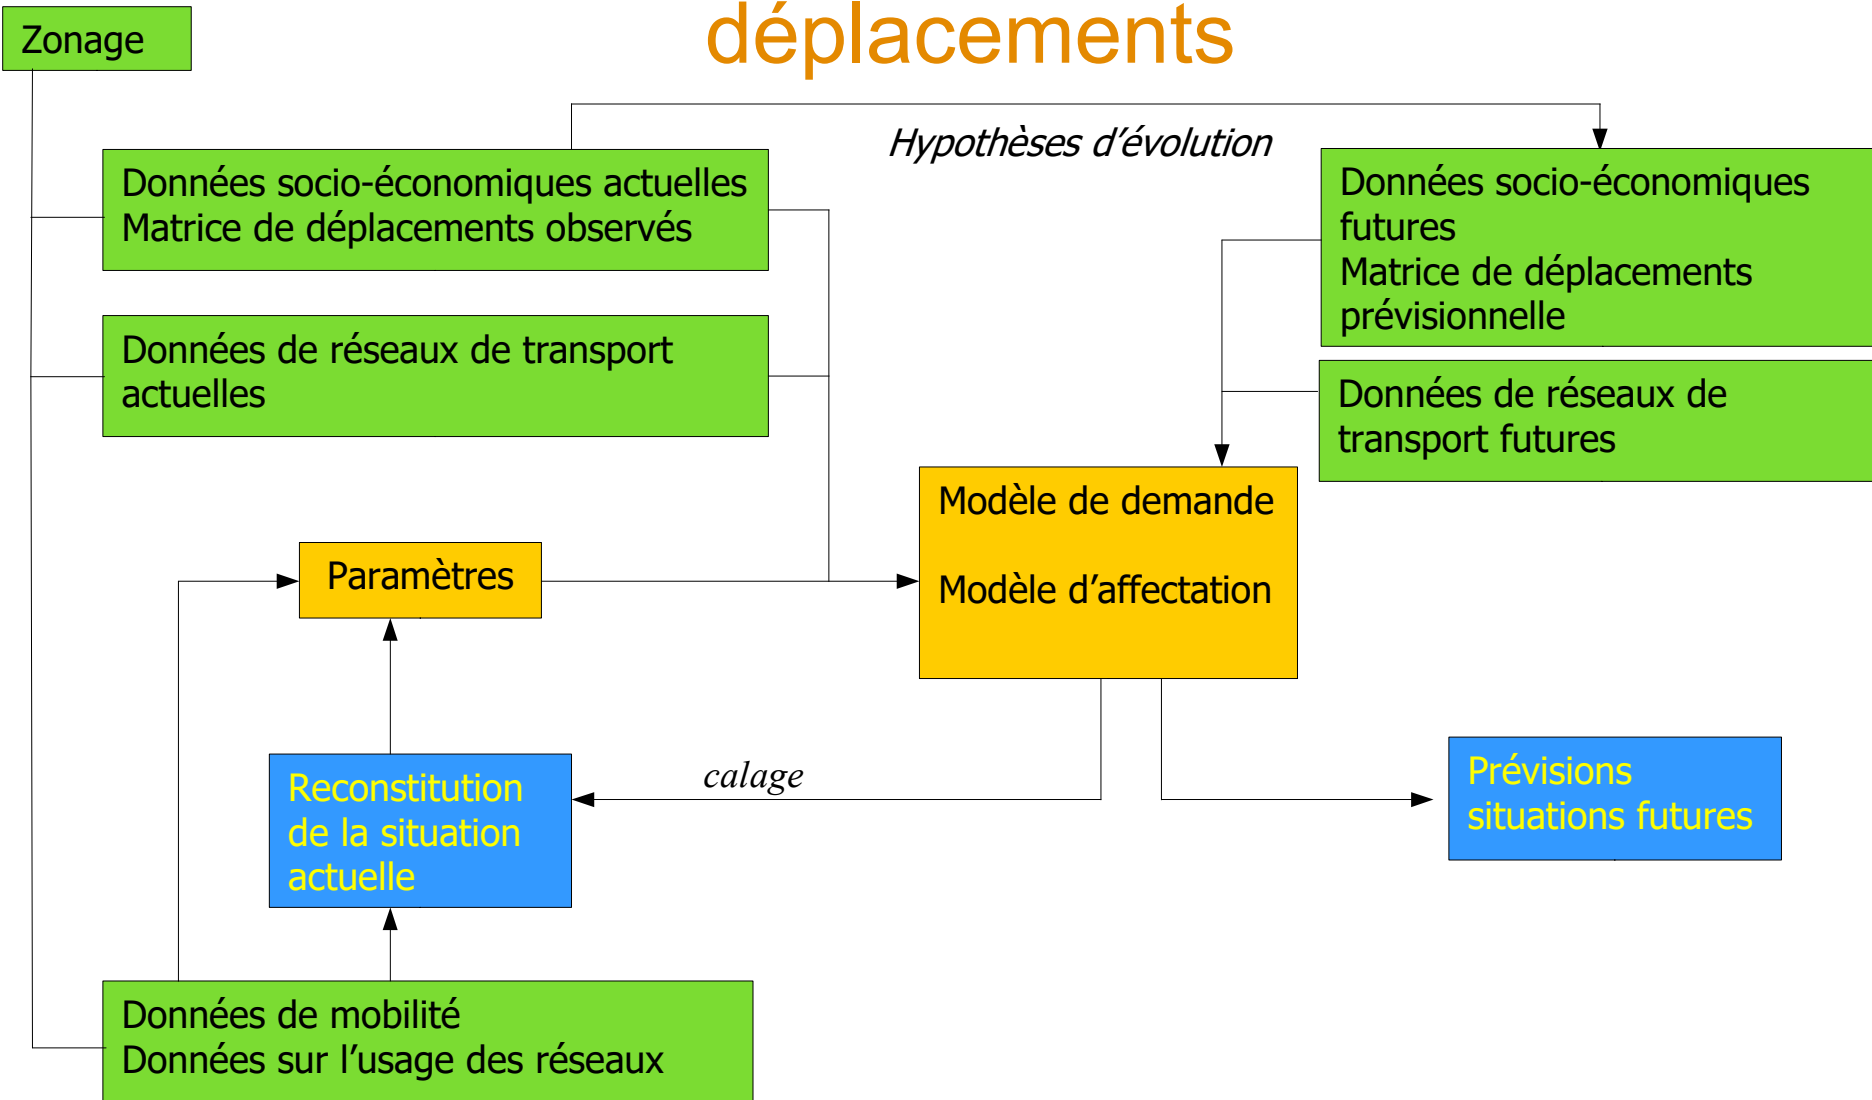 déplacements
Zonage
Hypothèses d’évolution
Données socio-économiques actuelles
Matrice de déplacements observés
Données socio-économiques
futures
Matrice de déplacements
prévisionnelle
Données de réseaux de transport
actuelles
Données de réseaux de
transport futures
Modèle de demande
Modèle d’affectation
Paramètres
calage
Reconstitution
de la situation
actuelle
Prévisions
situations futures
Données de mobilité
Données sur l’usage des réseaux